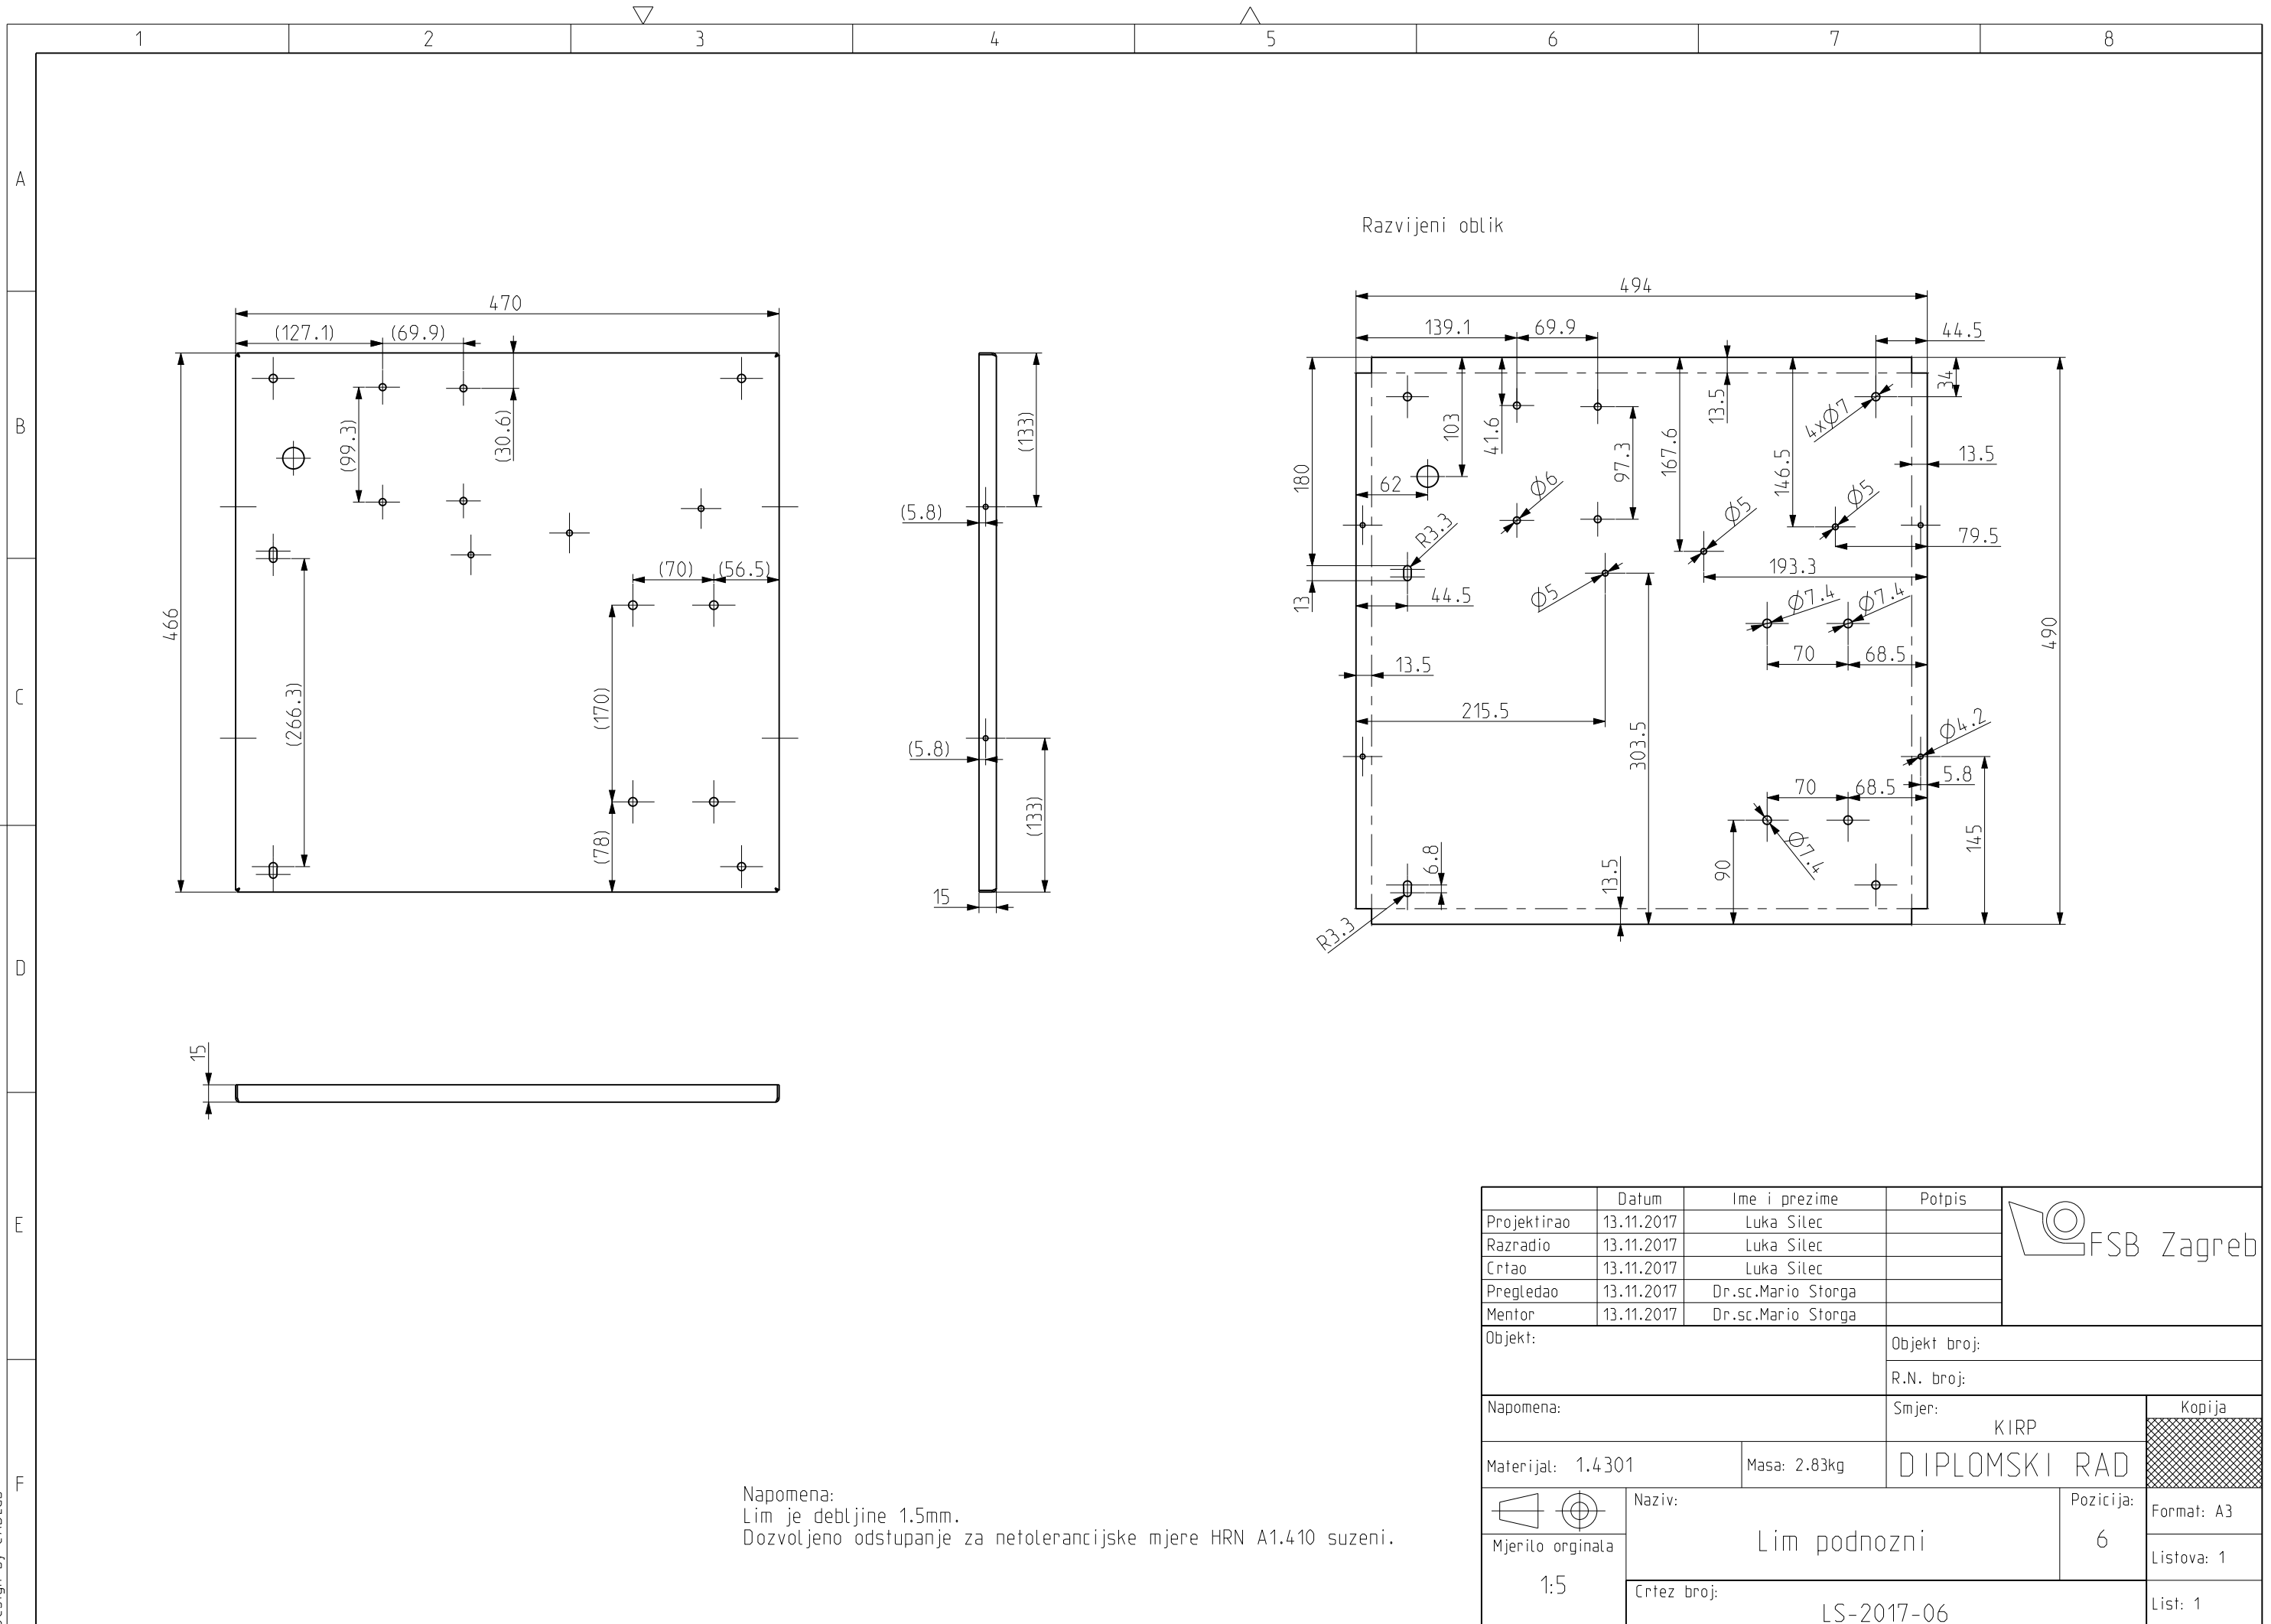 1 2 3 4 5 6 7 8
A
B
C
D
E
F
470
(127.1) (69.9)
(99.3)
(30.6)
466
(266.3)
(70) (56.5)
(170)
(78)
(133)
(5.8)
(5.8)
(133)
15
15
Razvijeni oblik
494
139.1 69.9
44.5
34
4xØ7
13.5
103
41.6
97.3
167.6
146.5
13.5
180
62
Ø6
Ø5
Ø5
R3.3
79.5
193.3
13
44.5
Ø5
Ø7.4
Ø7.4
490
13.5
70 68.5
215.5
303.5
Ø4.2
5.8
70 68.5
145
Ø7.4
90
6.8
13.5
R3.3
Datum Ime i prezime Potpis
Projektirao 13.11.2017 Luka Silec
Razradio 13.11.2017 Luka Silec
Crtao 13.11.2017 Luka Silec
Pregledao 13.11.2017 Dr.sc.Mario Storga
Mentor 13.11.2017 Dr.sc.Mario Storga
FSB Zagreb
Objekt:
Objekt broj:
R.N. broj:
Napomena:
Smjer:
KIRP
Kopija
Materijal: 1.4301
Masa: 2.83kg
DIPLOMSKI RAD
Naziv:
Lim podnozni
Pozicija:
6
Format: A3
Mjerilo orginala
1:5
Listova: 1
Crtez broj:
LS-2017-06
List: 1
Napomena:
Lim je debljine 1.5mm.
Dozvoljeno odstupanje za netolerancijske mjere HRN A1.410 suzeni.